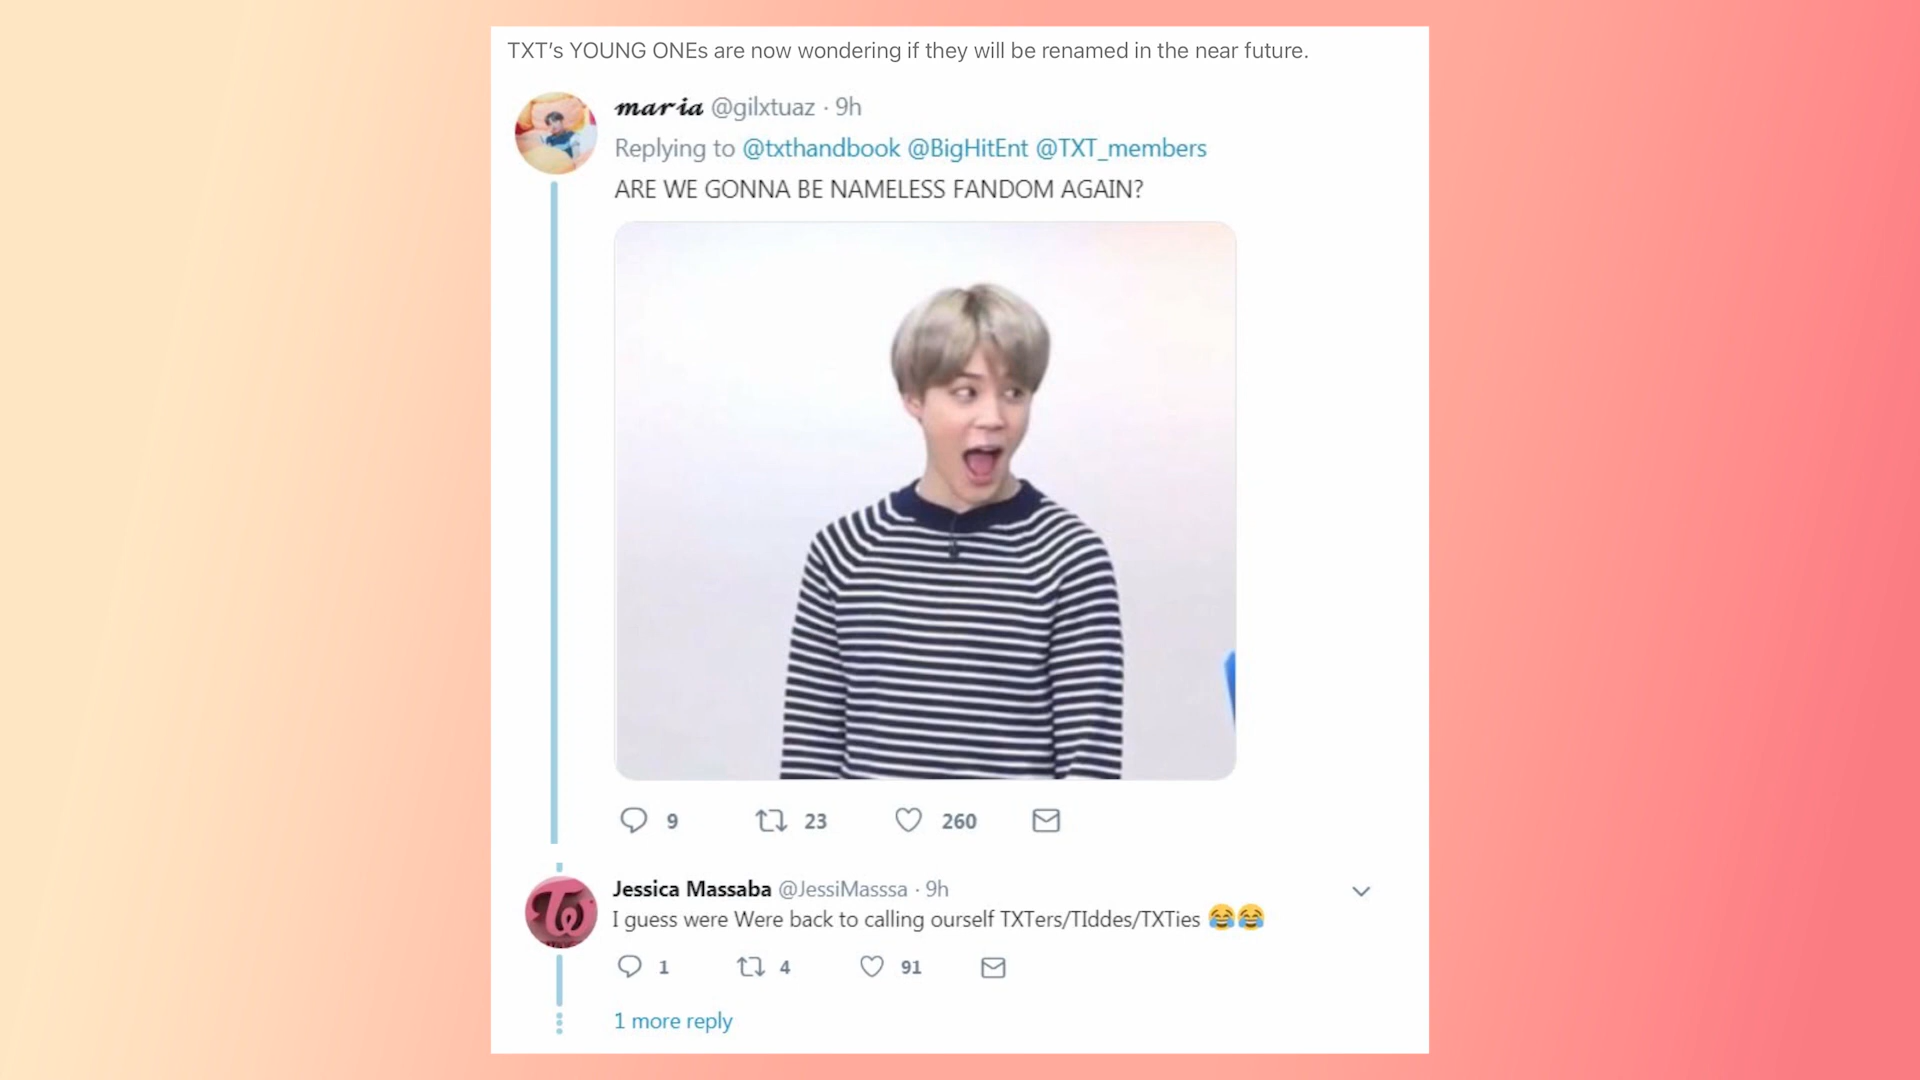 TXT’s YOUNG ONEs are now wondering if they will be renamed in the near future.
maria @gilxtuaz · 9h
Replying to @txthandbook @BigHitEnt @TXT_members
ARE WE GONNA BE NAMELESS FANDOM AGAIN?
9 23 260
Jessica Massaba @JessiMasssa · 9h
I guess were Were back to calling ourself TXTers/TIddes/TXTies 😂😂
1 4 91
1 more reply